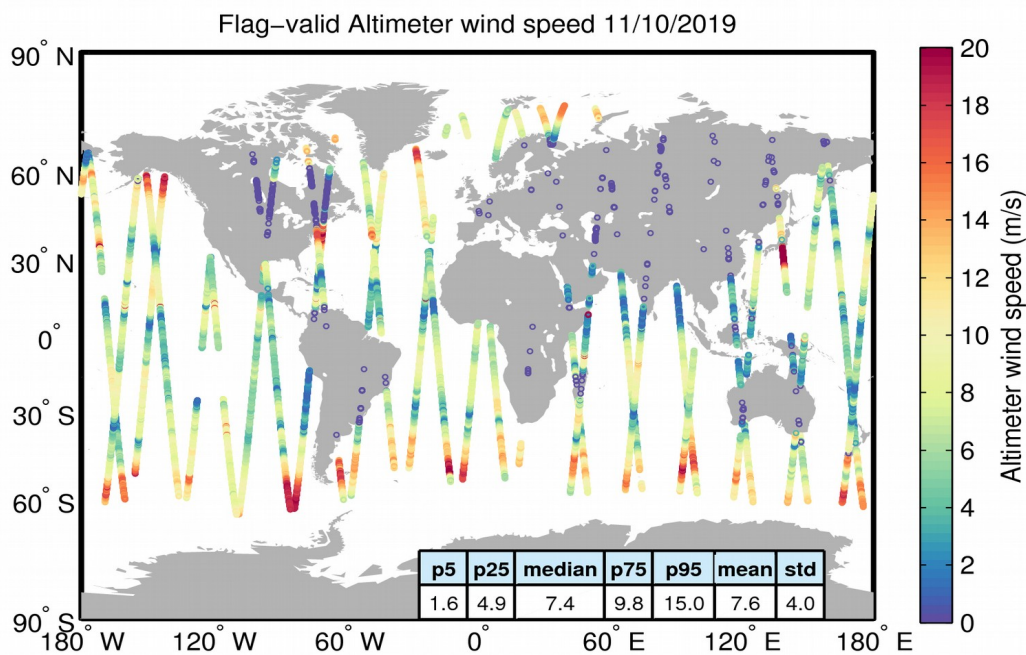 Flag−valid Altimeter wind speed 11/10/2019
90° N
60° N
30° N
0°
30° S
60° S
90° S
180° W
120° W
60° W
0°
60° E
120° E
180° E
p5 p25 median p75 p95 mean std
1.6 4.9 7.4 9.8 15.0 7.6 4.0
20
18
16
14
12
10
8
6
4
2
0
Altimeter wind speed (m/s)